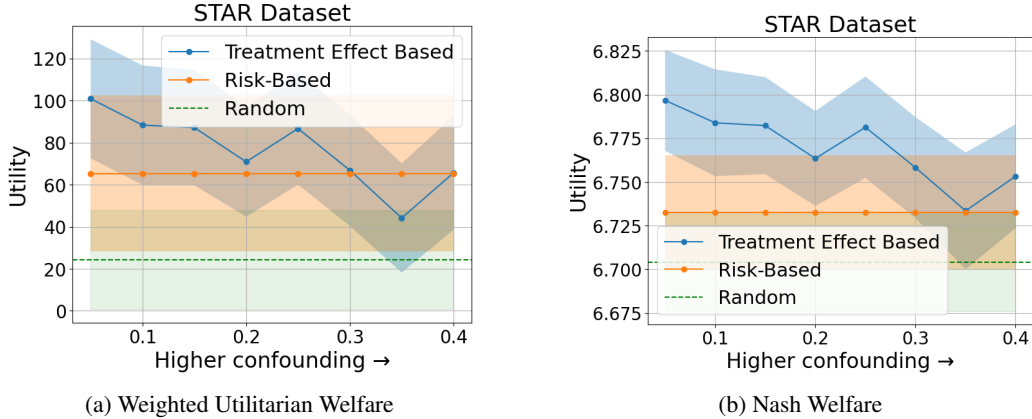 STAR Dataset
120
100
80
60
40
20
0
Utility
Treatment Effect Based
Risk-Based
Random
0.1
0.2
0.3
0.4
Higher confounding →
(a) Weighted Utilitarian Welfare
STAR Dataset
6.825
6.800
6.775
6.750
6.725
6.700
6.675
Utility
Treatment Effect Based
Risk-Based
Random
0.1
0.2
0.3
0.4
Higher confounding →
(b) Nash Welfare